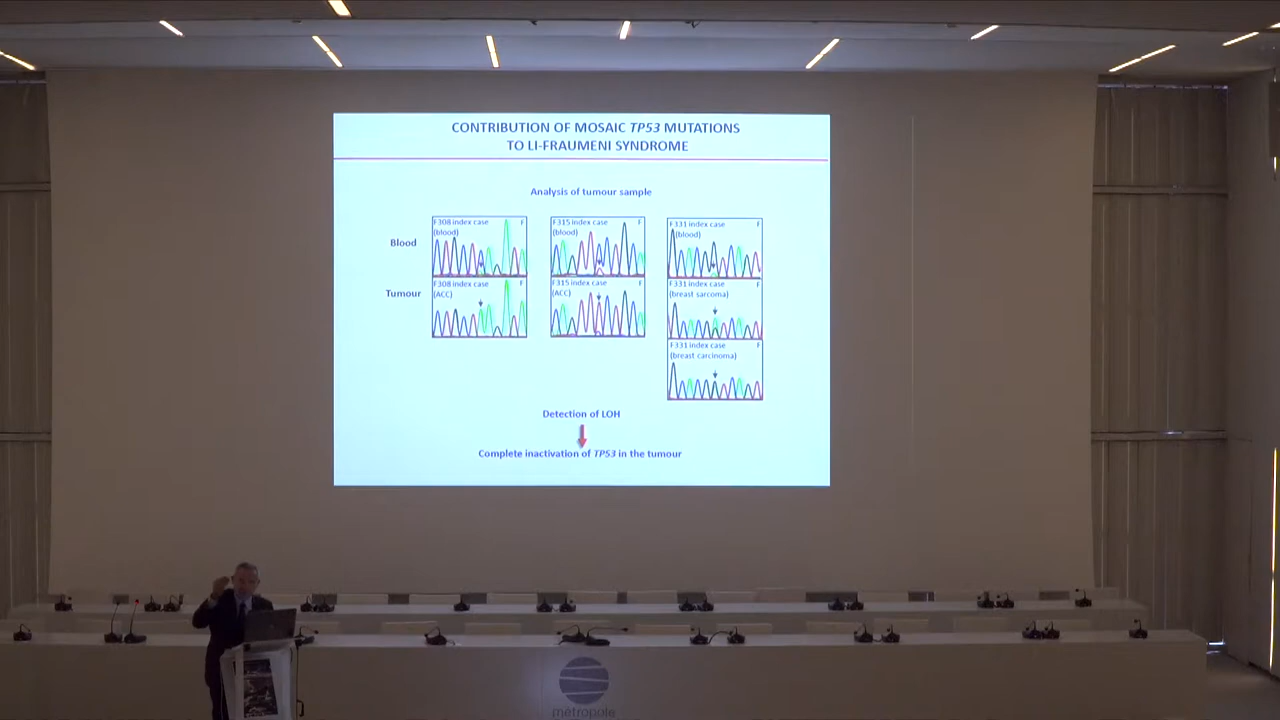 CONTRIBUTION OF MOSAIC TP53 MUTATIONS
TO LI-FRAUMENI SYNDROME
Analysis of tumour sample
Blood
F308 index case F
(blood)
F315 index case F
(blood)
F331 index case F
(blood)
Tumour
F308 index case F
(ACC)
F315 index case F
(ACC)
F331 index case
(breast sarcoma)
F331 index case F
(breast carcinoma)
Detection of LOH
Complete inactivation of TP53 in the tumour
métropole